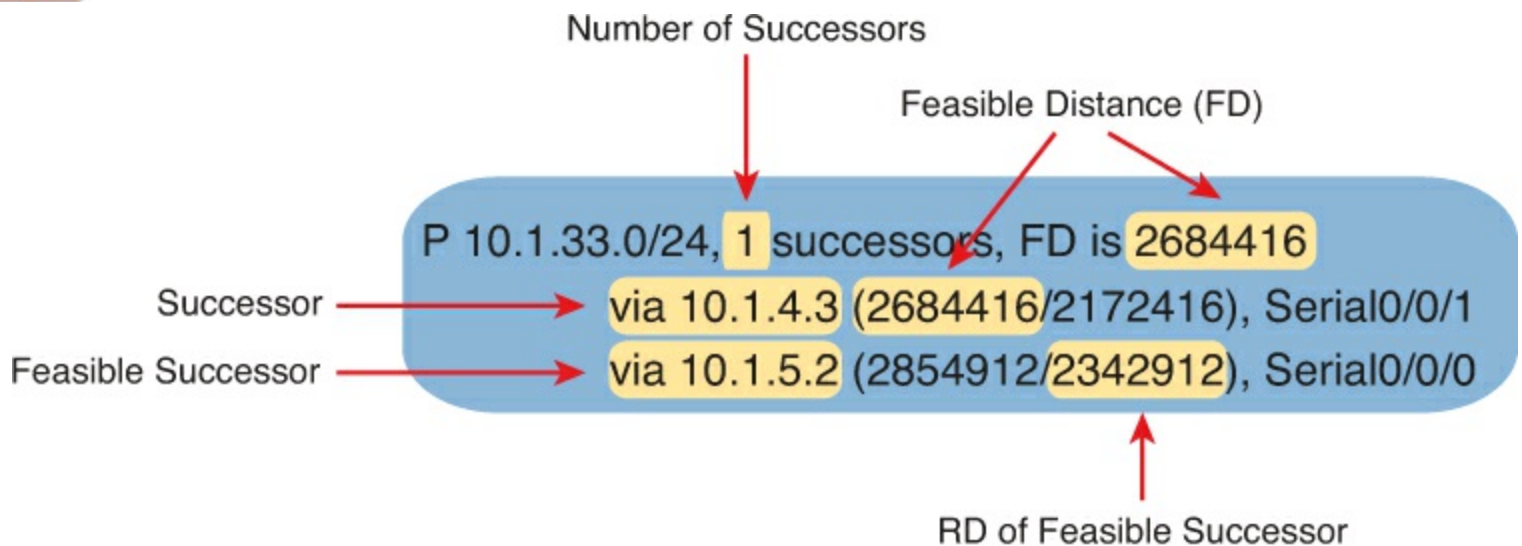 Number of Successors
Feasible Distance (FD)
P 10.1.33.0/24, 1 successors, FD is 2684416
Successor
via 10.1.4.3 (2684416/2172416), Serial0/0/1
Feasible Successor
via 10.1.5.2 (2854912/2342912), Serial0/0/0
RD of Feasible Successor